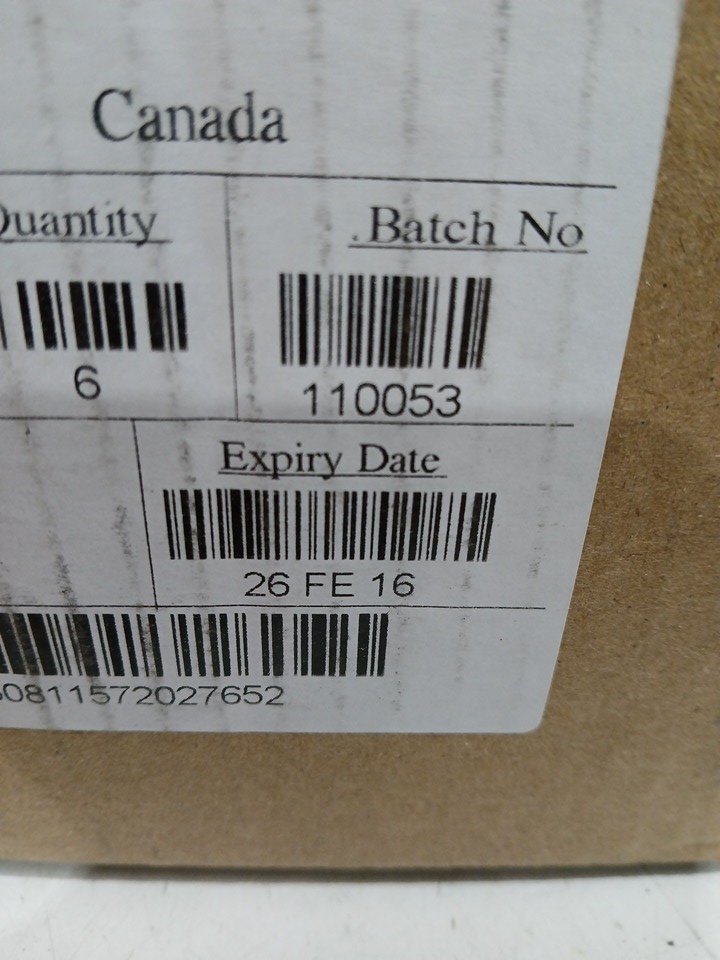 Canada
Quantity
.Batch No
6
110053
Expiry Date
26 FE 16
0811572027652